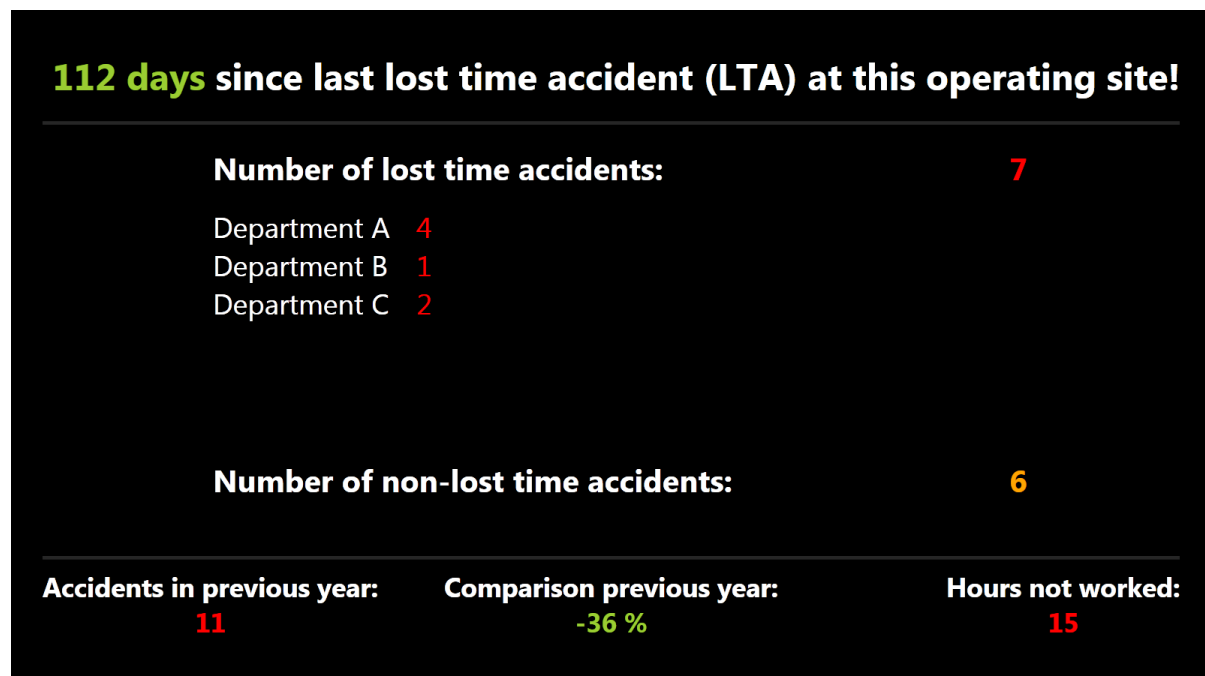 112 days since last lost time accident (LTA) at this operating site!
Number of lost time accidents: 7
Department A 4
Department B 1
Department C 2
Number of non-lost time accidents: 6
Accidents in previous year: Comparison previous year: Hours not worked:
11 -36 % 15